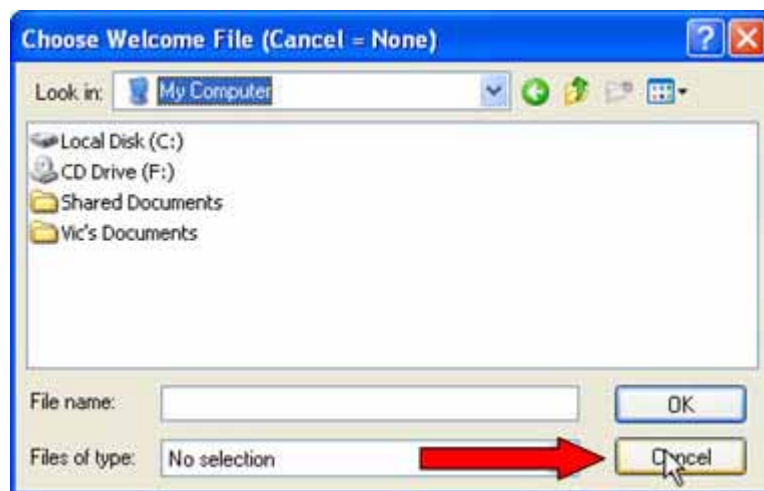 Choose Welcome File (Cancel = None)
Look in: My Computer
Local Disk (C:)
CD Drive (F:)
Shared Documents
Vic's Documents
File name:
OK
Files of type: No selection
Cancel